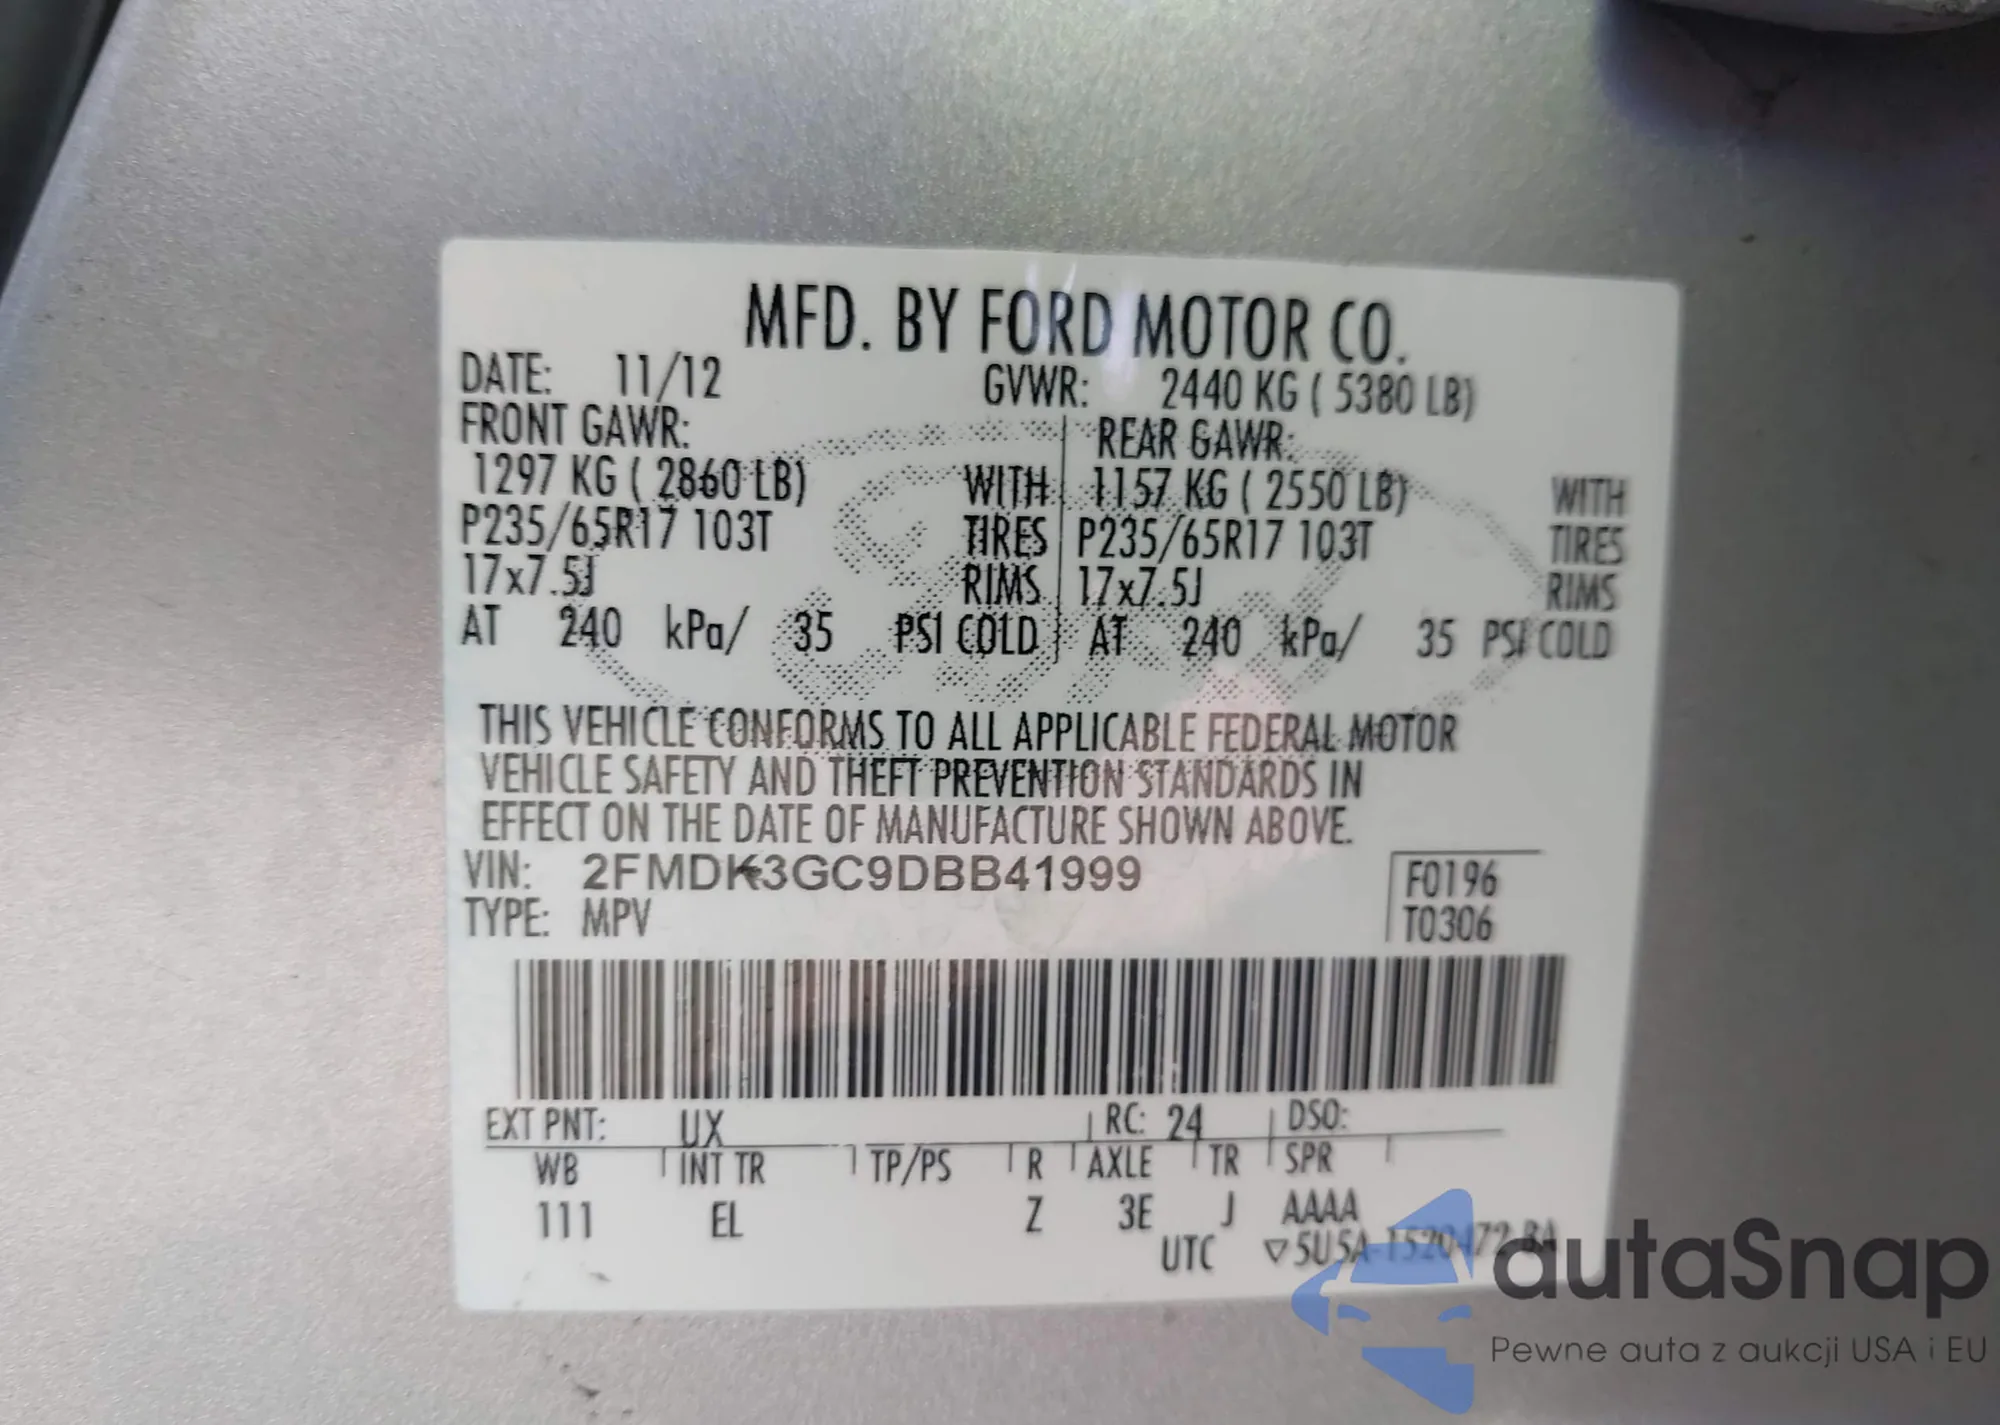 MFD. BY FORD MOTOR CO.
DATE: 11/12 GVWR: 2440 KG ( 5380 LB)
FRONT GAWR: REAR GAWR:
1297 KG ( 2860 LB) WITH 1157 KG ( 2550 LB) WITH
P235/65R17 103T TIRES P235/65R17 103T TIRES
17x7.5J RIMS 17x7.5J RIMS
AT 240 kPa/ 35 PSI COLD AT 240 kPa/ 35 PSI COLD
THIS VEHICLE CONFORMS TO ALL APPLICABLE FEDERAL MOTOR
VEHICLE SAFETY AND THEFT PREVENTION STANDARDS IN
EFFECT ON THE DATE OF MANUFACTURE SHOWN ABOVE.
VIN: 2FMDK3GC9DBB41999 F0196
TYPE: MPV T0306
EXT PNT: UX RC: 24 DSO:
WB INT TR TP/PS R AXLE TR SPR
111 EL Z 3E J AAAA
UTC ▽5U5A-1520472-BA
autaSnap
Pewne auta z aukcji USA i EU